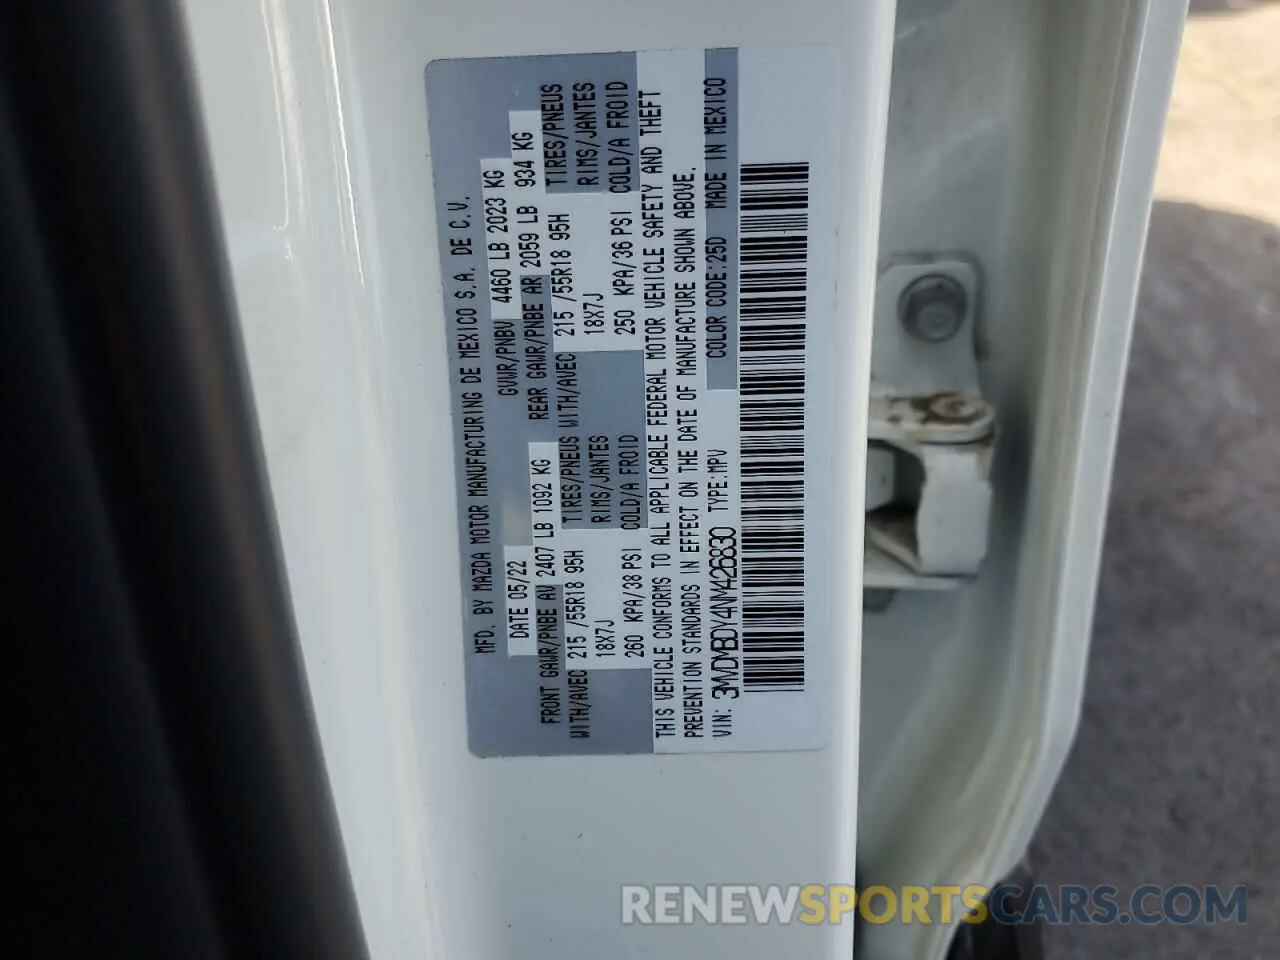 MFD. BY MAZDA MOTOR MANUFACTURING DE MEXICO S.A. DE C.V.
DATE 05/22 GVWR/PNBV 4460 LB 2023 KG
FRONT GAWR/PNBE AV 2407 LB 1092 KG REAR GAWR/PNBE AR 2059 LB 934 KG
WITH/AVEC 215 /55R18 95H TIRES/PNEUS WITH/AVEC 215 /55R18 95H TIRES/PNEUS
18X7J RIMS/JANTES 18X7J RIMS/JANTES
260 KPA/38 PSI COLD/A FROID 250 KPA/36 PSI COLD/A FROID
THIS VEHICLE CONFORMS TO ALL APPLICABLE FEDERAL MOTOR VEHICLE SAFETY AND THEFT
PREVENTION STANDARDS IN EFFECT ON THE DATE OF MANUFACTURE SHOWN ABOVE.
VIN: 3MVDMBDY4NM426830 TYPE:MPV COLOR CODE:25D MADE IN MEXICO
RENEWSPORTSCARS.COM